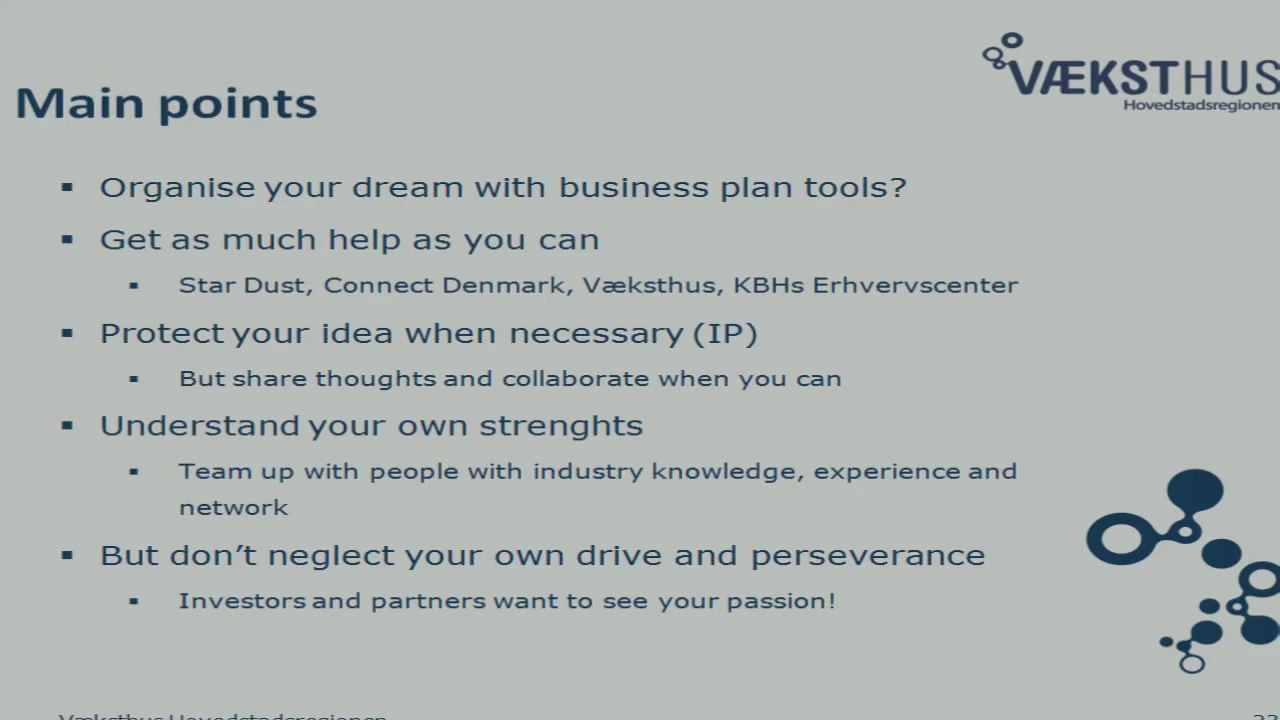 VÆKSTHUS
Hovedstadsregionen
Main points
▪ Organise your dream with business plan tools?
▪ Get as much help as you can
▪ Star Dust, Connect Denmark, Væksthus, KBHs Erhvervscenter
▪ Protect your idea when necessary (IP)
▪ But share thoughts and collaborate when you can
▪ Understand your own strenghts
▪ Team up with people with industry knowledge, experience and
network
▪ But don’t neglect your own drive and perseverance
▪ Investors and partners want to see your passion!
Væksthus Hovedstadsregionen